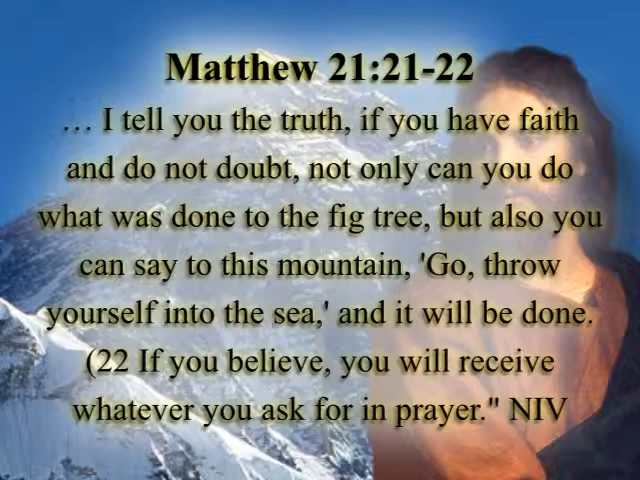 Matthew 21:21-22
… I tell you the truth, if you have faith
and do not doubt, not only can you do
what was done to the fig tree, but also you
can say to this mountain, 'Go, throw
yourself into the sea,' and it will be done.
(22 If you believe, you will receive
whatever you ask for in prayer." NIV